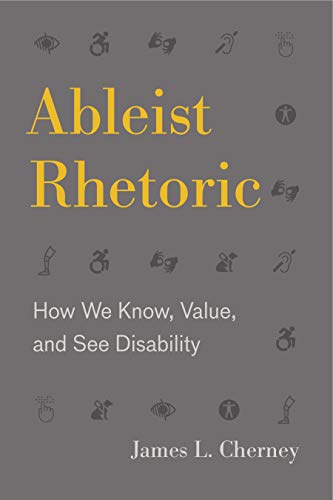 Ableist
Rhetoric
How We Know, Value,
and See Disability
James L. Cherney